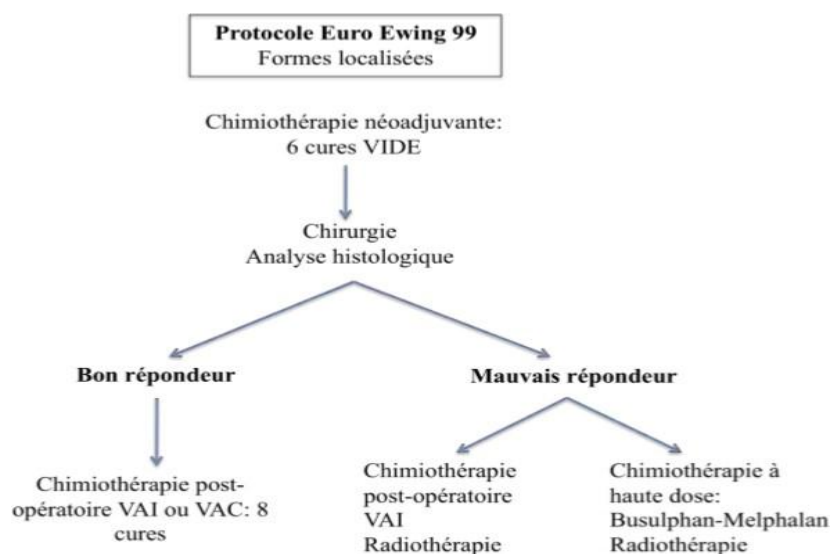 Protocole Euro Ewing 99
Formes localisées
Chimiothérapie néoadjuvante:
6 cures VIDE
Chirurgie
Analyse histologique
Bon répondeur
Mauvais répondeur
Chimiothérapie post-
opératoire VAI ou VAC: 8
cures
Chimiothérapie
post-opératoire
VAI
Radiothérapie
Chimiothérapie à
haute dose:
Busulphan-Melphalan
Radiothérapie